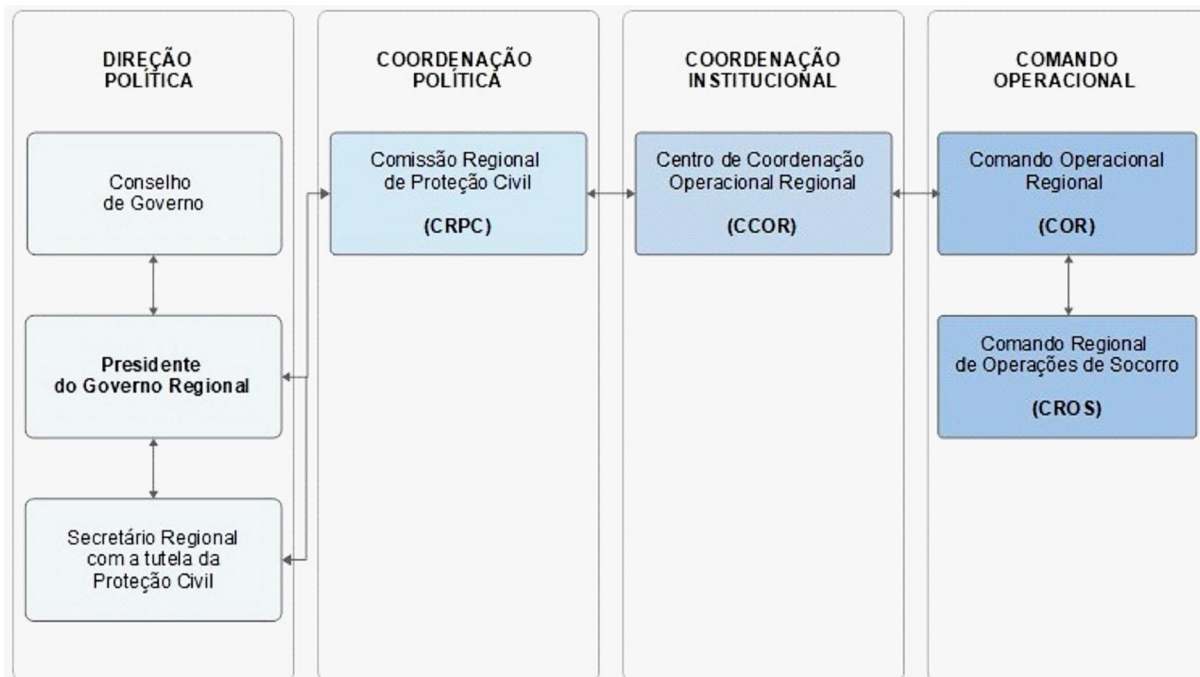 DIREÇÃO
POLÍTICA
Conselho
de Governo
Presidente
do Governo Regional
Secretário Regional
com a tutela da
Proteção Civil
COORDENAÇÃO
POLÍTICA
Comissão Regional
de Proteção Civil
(CRPC)
COORDENAÇÃO
INSTITUCIONAL
Centro de Coordenação
Operacional Regional
(CCOR)
COMANDO
OPERACIONAL
Comando Operacional
Regional
(COR)
Comando Regional
de Operações de Socorro
(CROS)